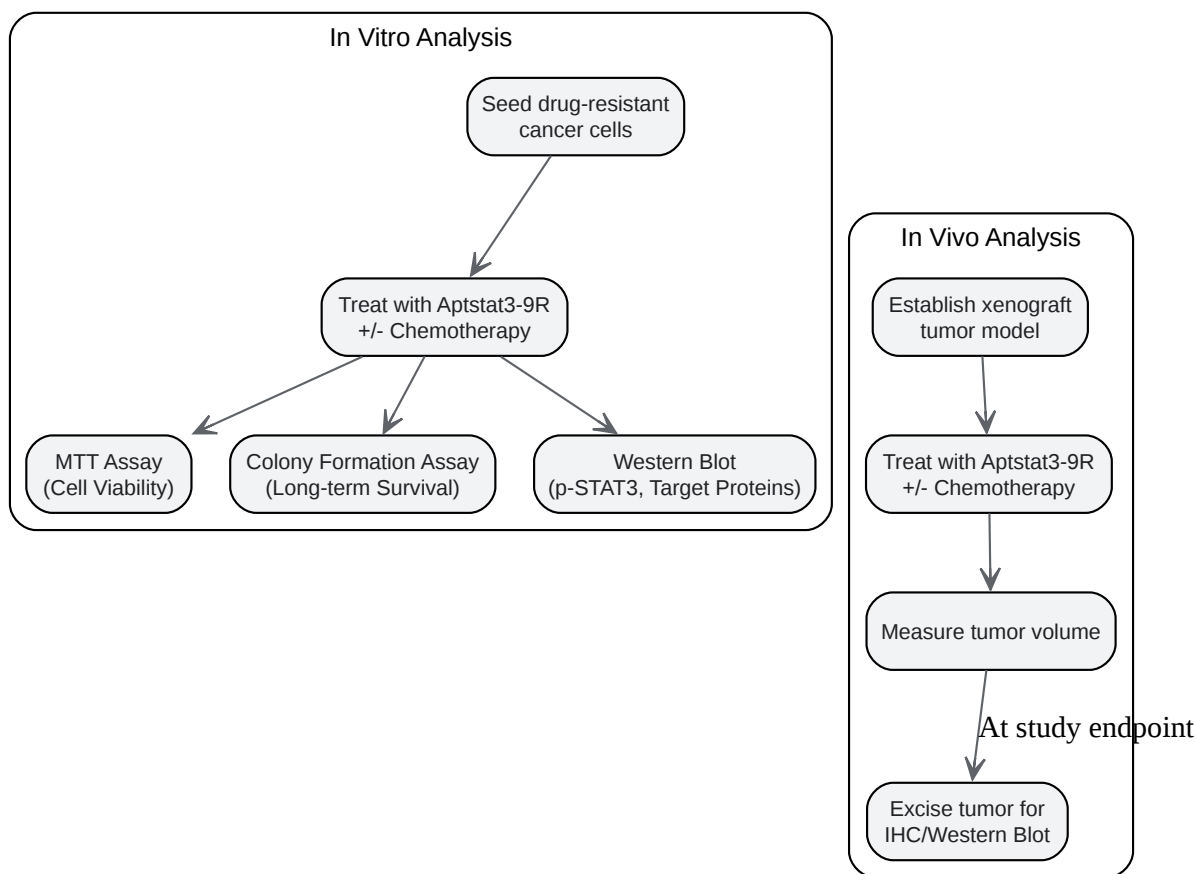 In Vitro Analysis
Seed drug-resistant
cancer cells
Treat with Aptstat3-9R
+/- Chemotherapy
MTT Assay
(Cell Viability)
Colony Formation Assay
(Long-term Survival)
Western Blot
(p-STAT3, Target Proteins)
In Vivo Analysis
Establish xenograft
tumor model
Treat with Aptstat3-9R
+/- Chemotherapy
Measure tumor volume
At study endpoint
Excise tumor for
IHC/Western Blot